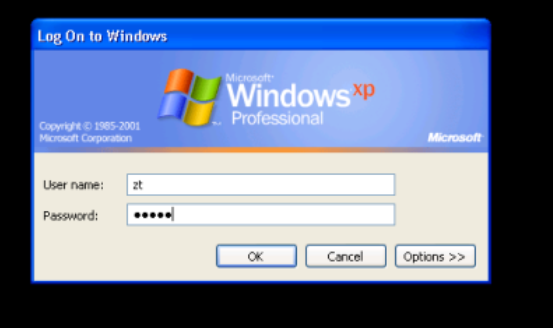 Log On to Windows
Microsoft
Windows xp
Professional
Copyright © 1985-2001
Microsoft Corporation
Microsoft
User name: zt
Password: •••••
OK Cancel Options >>